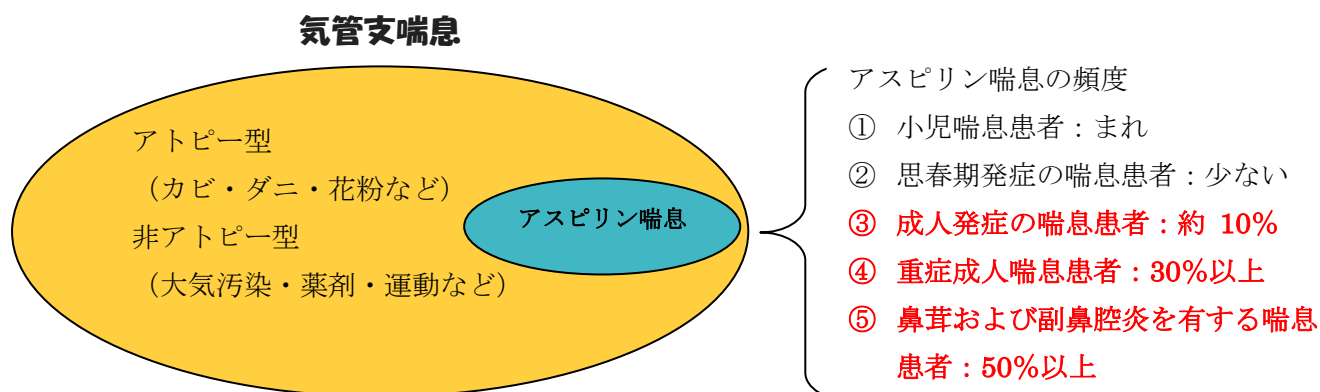 気管支喘息
アトピー型
（カビ・ダニ・花粉など）
非アトピー型
（大気汚染・薬剤・運動など）
アスピリン喘息
アスピリン喘息の頻度
① 小児喘息患者：まれ
② 思春期発症の喘息患者：少ない
③ 成人発症の喘息患者：約 10％
④ 重症成人喘息患者：30％以上
⑤ 鼻茸および副鼻腔炎を有する喘息
患者：50％以上